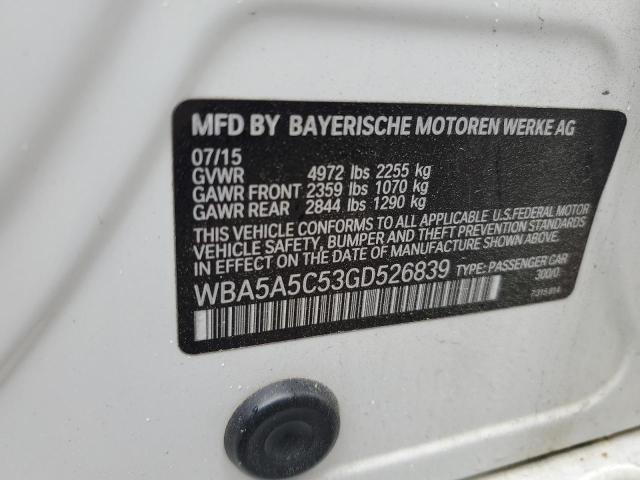 MFD BY BAYERISCHE MOTOREN WERKE AG
07/15
GVWR 4972 lbs 2255 kg
GAWR FRONT 2359 lbs 1070 kg
GAWR REAR 2844 lbs 1290 kg
THIS VEHICLE CONFORMS TO ALL APPLICABLE U.S.FEDERAL MOTOR
VEHICLE SAFETY, BUMPER AND THEFT PREVENTION STANDARDS
IN EFFECT ON THE DATE OF MANUFACTURE SHOWN ABOVE.
WBA5A5C53GD526839 TYPE: PASSENGER CAR
300/0